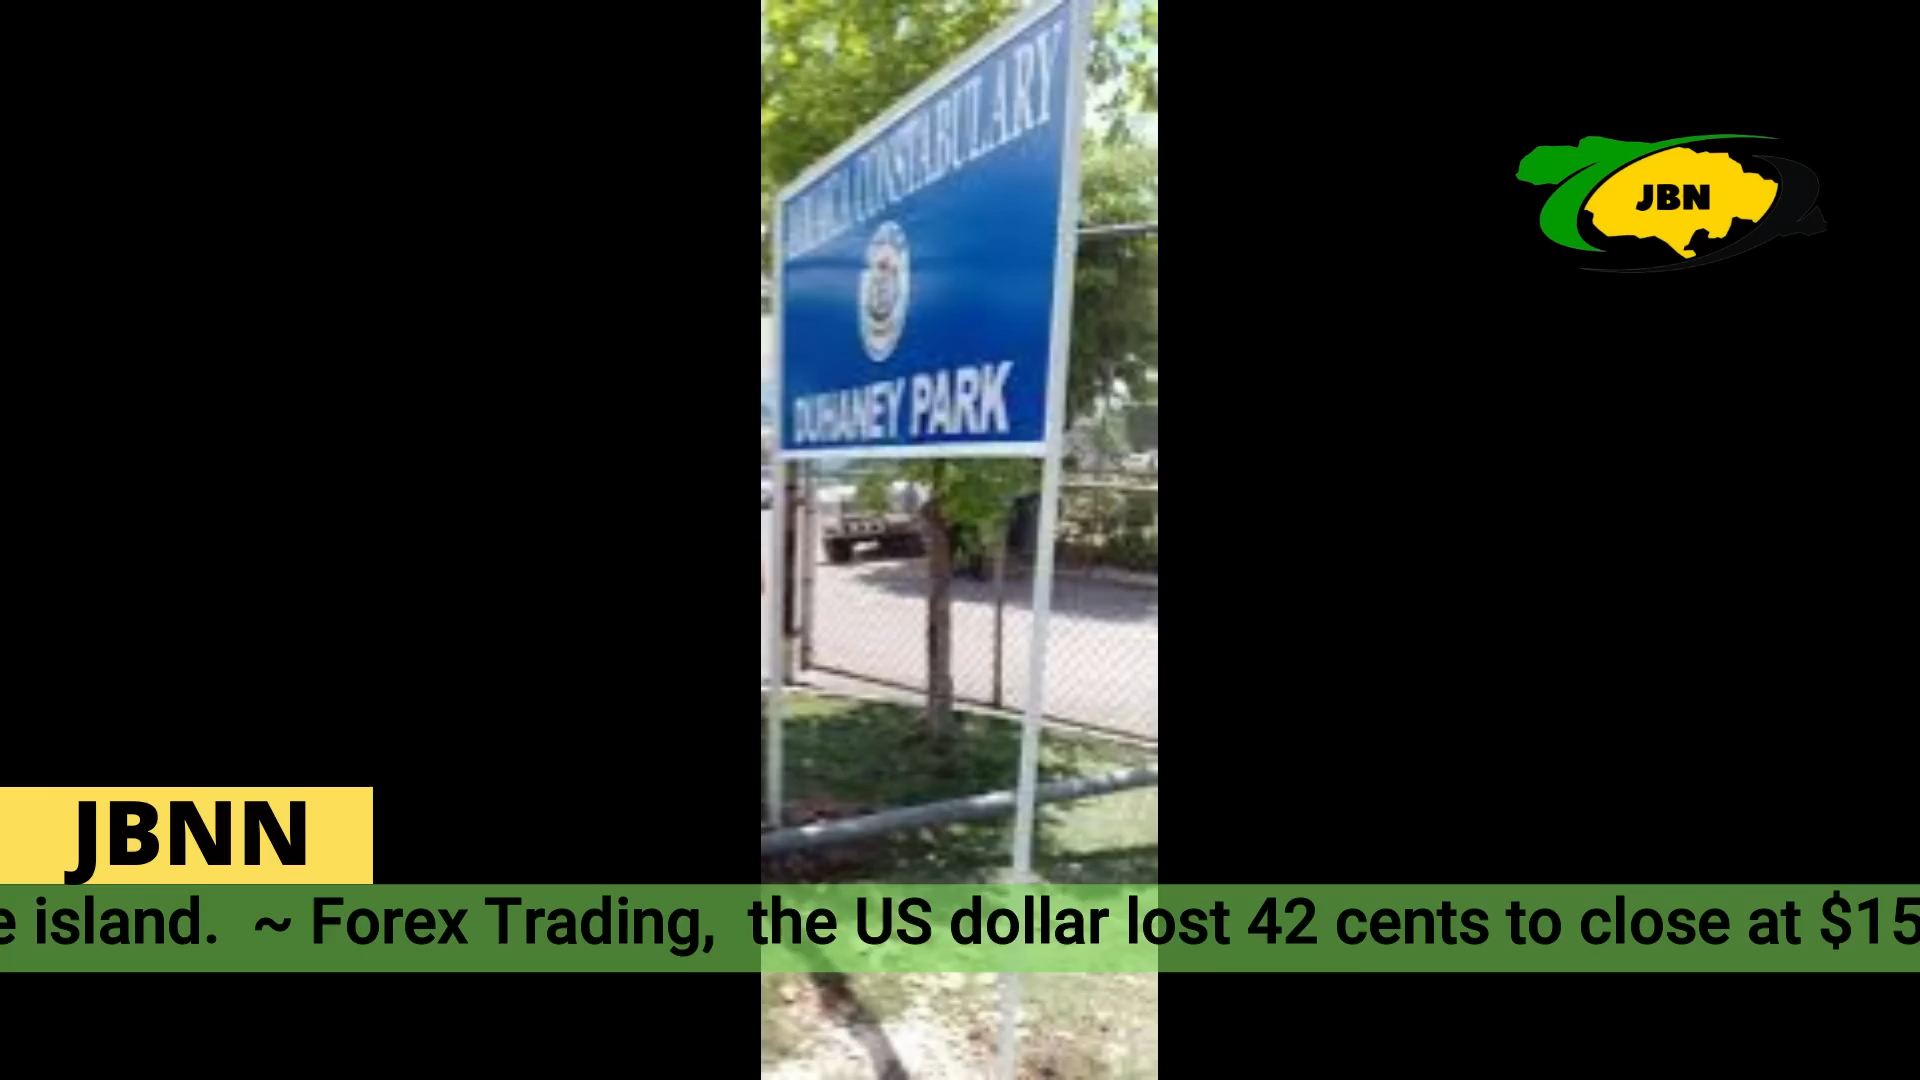 CONSTABULARY
DUHANEY PARK
JBN
JBNN
island. ~ Forex Trading, the US dollar lost 42 cents to close at $15